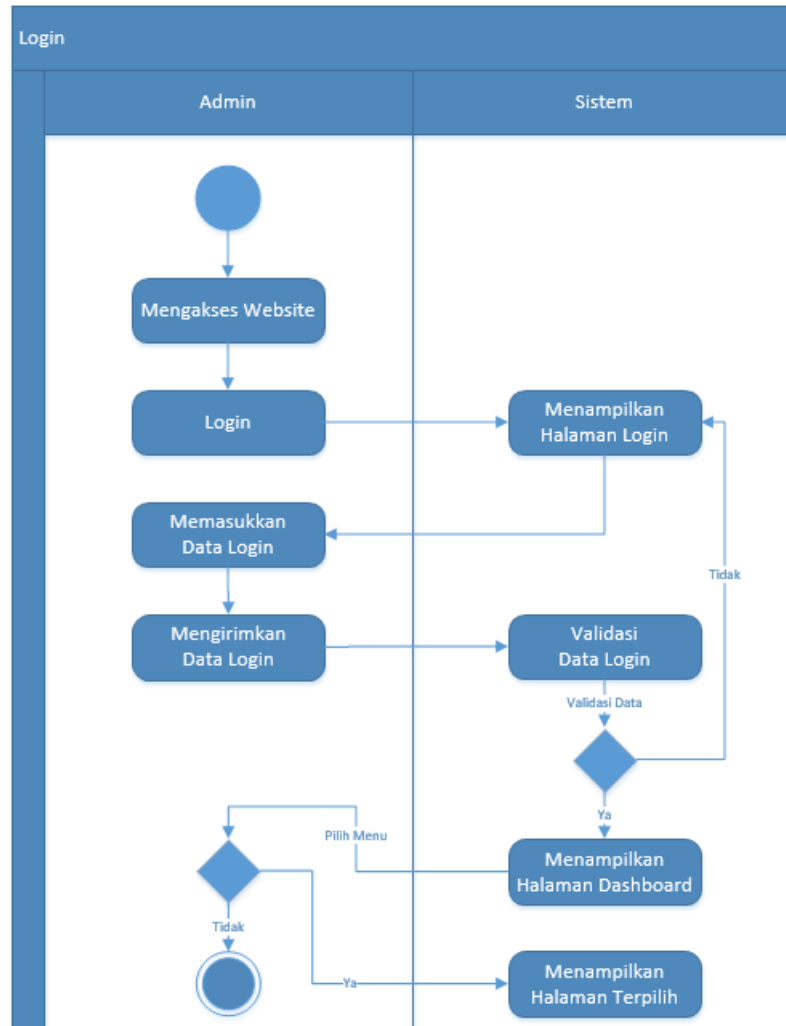 Login
Admin
Sistem
Mengakses Website
Login
Menampilkan
Halaman Login
Memasukkan
Data Login
Tidak
Mengirimkan
Data Login
Validasi
Data Login
Validasi Data
Ya
Pilih Menu
Menampilkan
Halaman Dashboard
Tidak
Ya
Menampilkan
Halaman Terpilih